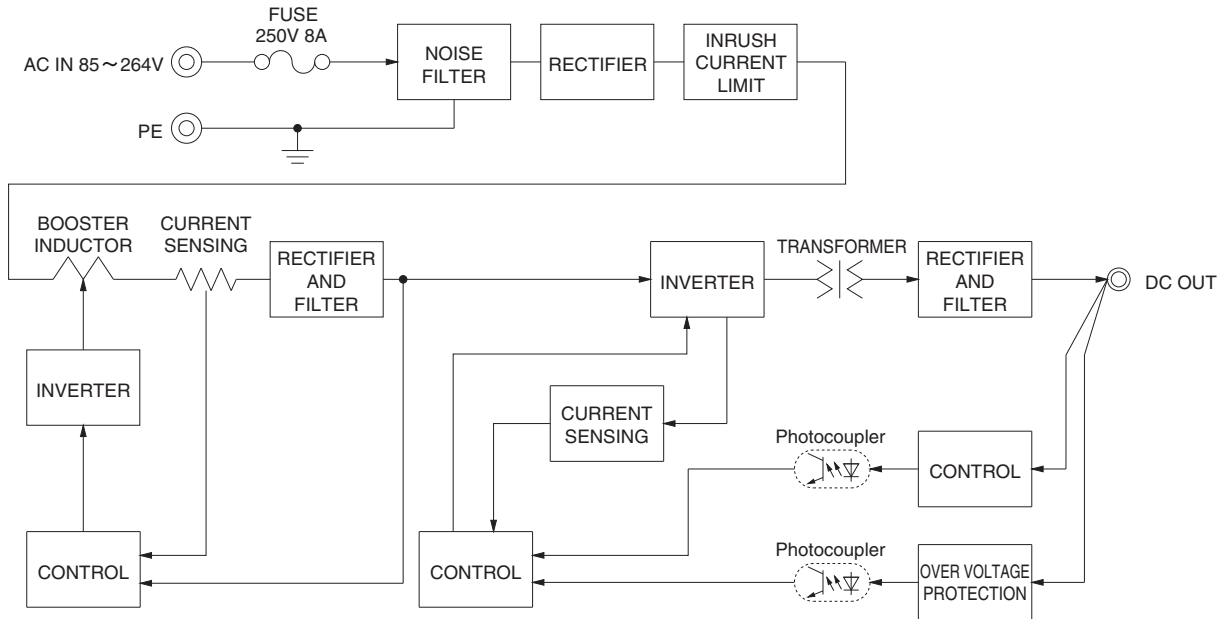 FUSE
250V 8A
AC IN 85～264V
NOISE
FILTER
RECTIFIER
INRUSH
CURRENT
LIMIT
PE
BOOSTER
INDUCTOR
CURRENT
SENSING
RECTIFIER
AND
FILTER
INVERTER
TRANSFORMER
RECTIFIER
AND
FILTER
DC OUT
INVERTER
CURRENT
SENSING
Photocoupler
CONTROL
CONTROL
CONTROL
Photocoupler
OVER VOLTAGE
PROTECTION